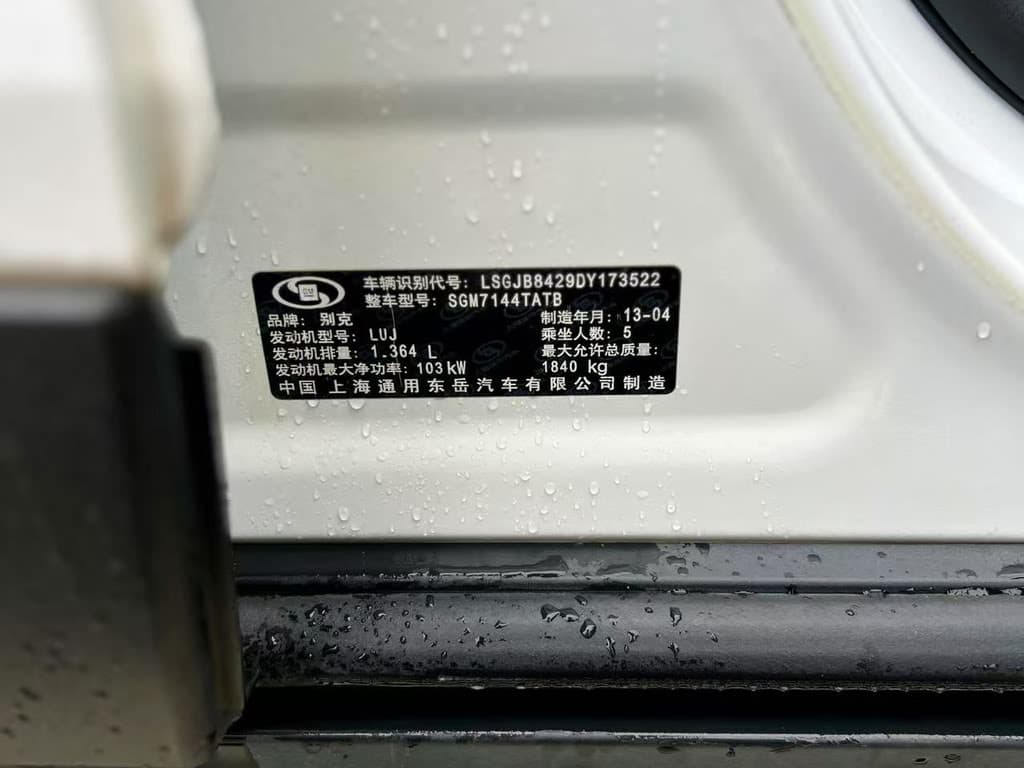 车辆识别代号: LSGJB8429DY173522
整车型号: SGM7144TATB
品牌: 别克 制造年月: 13-04
发动机型号: LUJ 乘坐人数: 5
发动机排量: 1.364 L 最大允许总质量:
发动机最大净功率: 103kW 1840 kg
中国上海通用东岳汽车有限公司制造